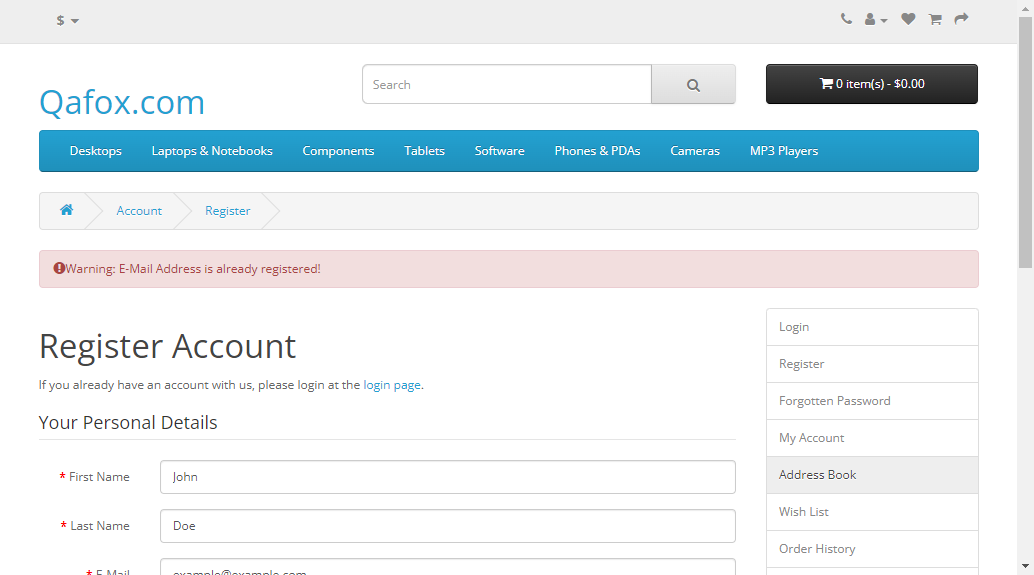 $
Search
0 item(s) - $0.00
Qafox.com
Desktops Laptops & Notebooks Components Tablets Software Phones & PDAs Cameras MP3 Players
Account Register
Warning: E-Mail Address is already registered!
Register Account
If you already have an account with us, please login at the login page.
Your Personal Details
* First Name John
* Last Name Doe
* E-Mail example@example.com
Login
Register
Forgotten Password
My Account
Address Book
Wish List
Order History